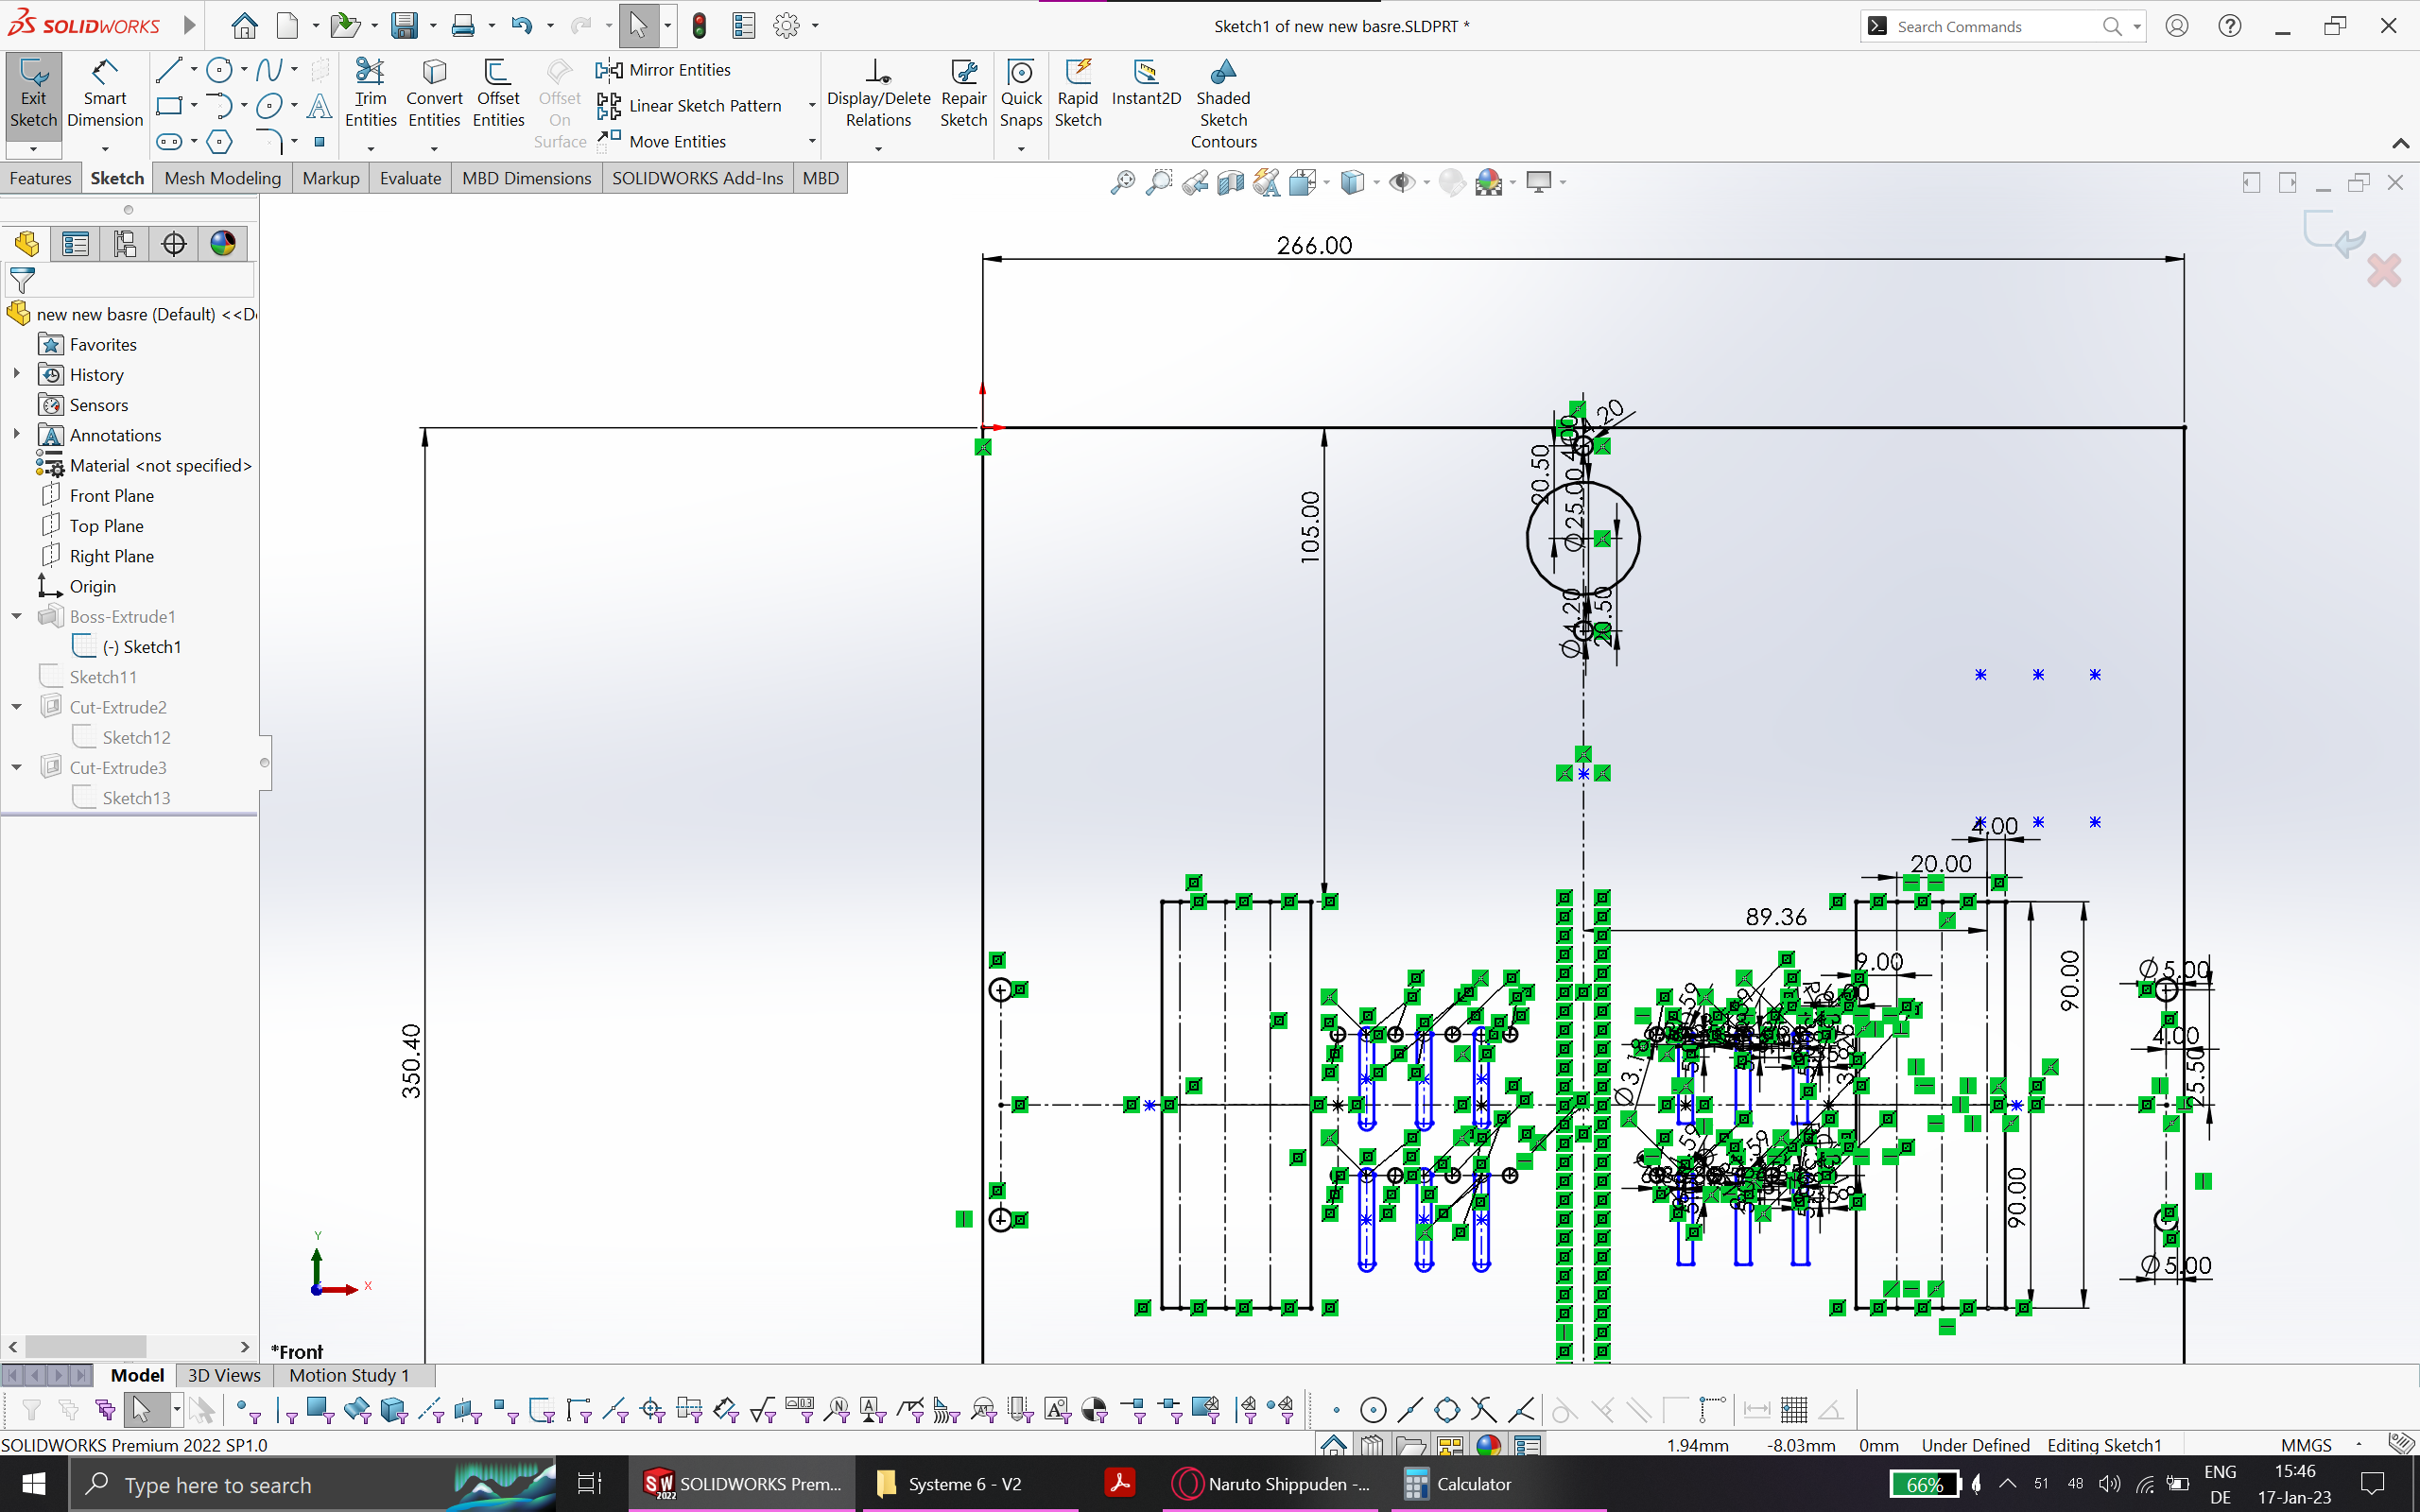 SOLIDWORKS
Sketch1 of new new basre.SLDPRT *
Search Commands
Exit Sketch
Smart Dimension
Trim Entities
Convert Entities
Offset Entities
Offset On Surface
Mirror Entities
Linear Sketch Pattern
Move Entities
Display/Delete Relations
Repair Sketch
Quick Snaps
Rapid Sketch
Instant2D
Shaded Sketch Contours
Features
Sketch
Mesh Modeling
Markup
Evaluate
MBD Dimensions
SOLIDWORKS Add-Ins
MBD
new new basre (Default) <<D
Favorites
History
Sensors
Annotations
Material <not specified>
Front Plane
Top Plane
Right Plane
Origin
Boss-Extrude1
(-) Sketch1
Sketch11
Cut-Extrude2
Sketch12
Cut-Extrude3
Sketch13
266.00
350.40
105.00
20.50
Ø25.00
4.00
Ø4.20
20.50
4.00
20.00
89.36
9.00
90.00
90.00
Ø5.00
4.00
25.50
Ø5.00
Y
X
*Front
Model
3D Views
Motion Study 1
SOLIDWORKS Premium 2022 SP1.0
1.94mm
-8.03mm
0mm
Under Defined
Editing Sketch1
MMGS
Type here to search
SOLIDWORKS Prem...
Systeme 6 - V2
Naruto Shippuden -...
Calculator
66%
51
48
ENG
DE
15:46
17-Jan-23